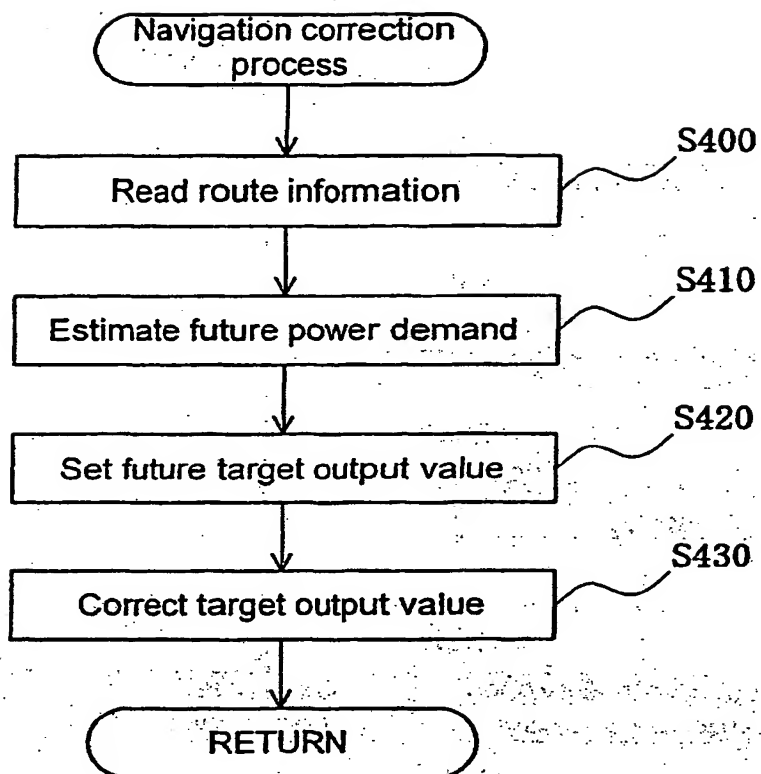 Navigation correction
process
S400
Read route information
S410
Estimate future power demand
S420
Set future target output value
S430
Correct target output value
RETURN